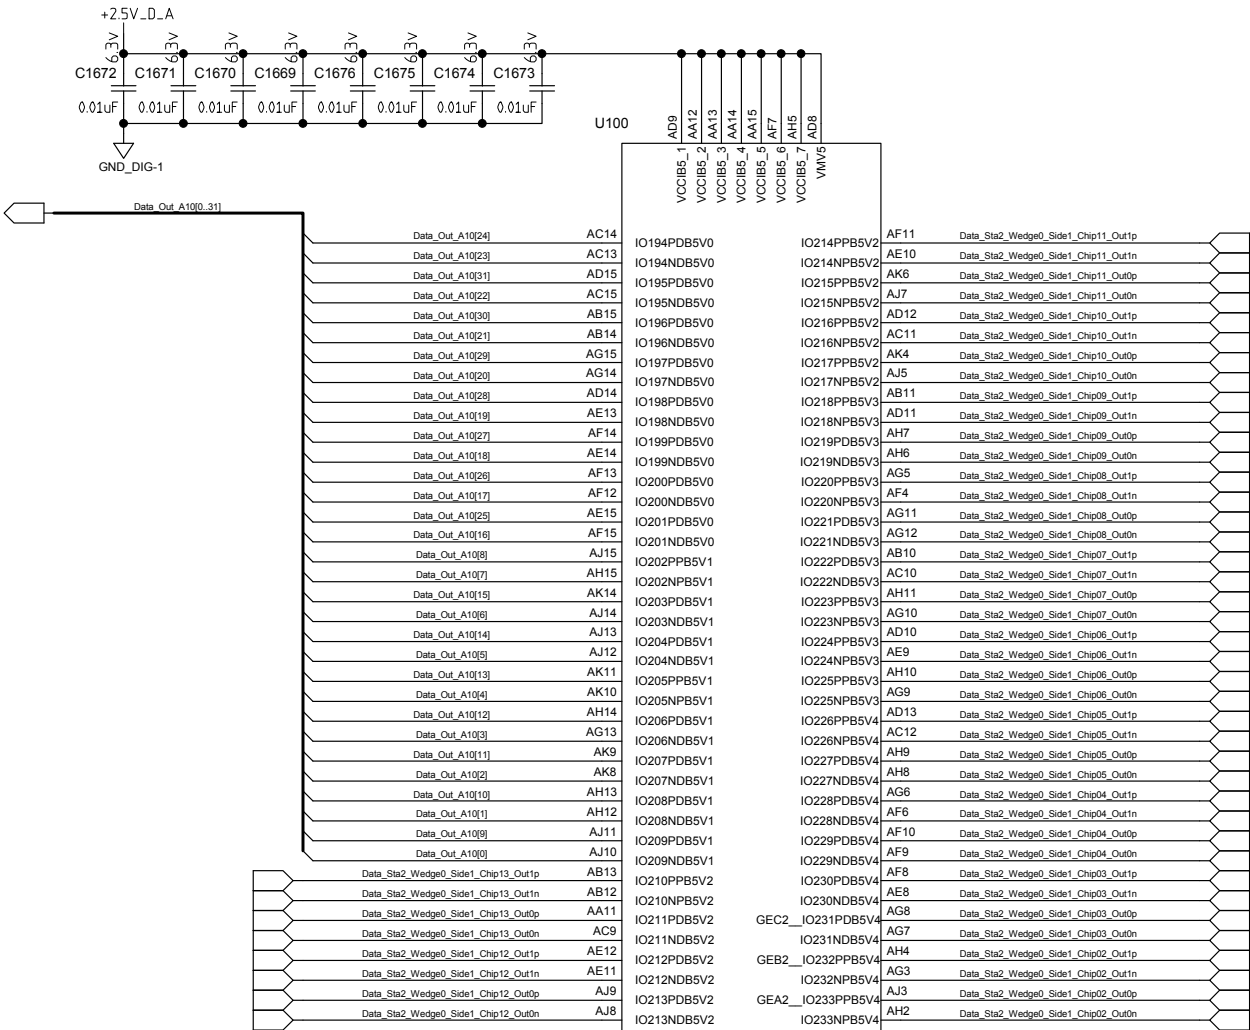 +2.5V_D_A
6.3V 6.3V 6.3V 6.3V 6.3V 6.3V 6.3V 6.3V
C1672 C1671 C1670 C1669 C1676 C1675 C1674 C1673
0.01uF 0.01uF 0.01uF 0.01uF 0.01uF 0.01uF 0.01uF 0.01uF
GND_DIG-1
U100
AD9 AA12 AA13 AA14 AA15 AF7 AH5 AD8
VCCIB5_1 VCCIB5_2 VCCIB5_3 VCCIB5_4 VCCIB5_5 VCCIB5_6 VCCIB5_7 VMV5
Data_Out_A10[0..31]
Data_Out_A10[24] AC14 IO194PDB5V0 IO214PPB5V2 AF11 Data_Sta2_Wedge0_Side1_Chip11_Out1p
Data_Out_A10[23] AC13 IO194NDB5V0 IO214NPB5V2 AE10 Data_Sta2_Wedge0_Side1_Chip11_Out1n
Data_Out_A10[31] AD15 IO195PDB5V0 IO215PPB5V2 AK6 Data_Sta2_Wedge0_Side1_Chip11_Out0p
Data_Out_A10[22] AC15 IO195NDB5V0 IO215NPB5V2 AJ7 Data_Sta2_Wedge0_Side1_Chip11_Out0n
Data_Out_A10[30] AB15 IO196PDB5V0 IO216PPB5V2 AD12 Data_Sta2_Wedge0_Side1_Chip10_Out1p
Data_Out_A10[21] AB14 IO196NDB5V0 IO216NPB5V2 AC11 Data_Sta2_Wedge0_Side1_Chip10_Out1n
Data_Out_A10[29] AG15 IO197PDB5V0 IO217PPB5V2 AK4 Data_Sta2_Wedge0_Side1_Chip10_Out0p
Data_Out_A10[20] AG14 IO197NDB5V0 IO217NPB5V2 AJ5 Data_Sta2_Wedge0_Side1_Chip10_Out0n
Data_Out_A10[28] AD14 IO198PDB5V0 IO218PPB5V3 AB11 Data_Sta2_Wedge0_Side1_Chip09_Out1p
Data_Out_A10[19] AE13 IO198NDB5V0 IO218NPB5V3 AD11 Data_Sta2_Wedge0_Side1_Chip09_Out1n
Data_Out_A10[27] AF14 IO199PDB5V0 IO219PDB5V3 AH7 Data_Sta2_Wedge0_Side1_Chip09_Out0p
Data_Out_A10[18] AE14 IO199NDB5V0 IO219NDB5V3 AH6 Data_Sta2_Wedge0_Side1_Chip09_Out0n
Data_Out_A10[26] AF13 IO200PDB5V0 IO220PPB5V3 AG5 Data_Sta2_Wedge0_Side1_Chip08_Out1p
Data_Out_A10[17] AF12 IO200NDB5V0 IO220NPB5V3 AF4 Data_Sta2_Wedge0_Side1_Chip08_Out1n
Data_Out_A10[25] AE15 IO201PDB5V0 IO221PDB5V3 AG11 Data_Sta2_Wedge0_Side1_Chip08_Out0p
Data_Out_A10[16] AF15 IO201NDB5V0 IO221NDB5V3 AG12 Data_Sta2_Wedge0_Side1_Chip08_Out0n
Data_Out_A10[8] AJ15 IO202PPB5V1 IO222PDB5V3 AB10 Data_Sta2_Wedge0_Side1_Chip07_Out1p
Data_Out_A10[7] AH15 IO202NPB5V1 IO222NDB5V3 AC10 Data_Sta2_Wedge0_Side1_Chip07_Out1n
Data_Out_A10[15] AK14 IO203PDB5V1 IO223PPB5V3 AH11 Data_Sta2_Wedge0_Side1_Chip07_Out0p
Data_Out_A10[6] AJ14 IO203NDB5V1 IO223NPB5V3 AG10 Data_Sta2_Wedge0_Side1_Chip07_Out0n
Data_Out_A10[14] AJ13 IO204PDB5V1 IO224PPB5V3 AD10 Data_Sta2_Wedge0_Side1_Chip06_Out1p
Data_Out_A10[5] AJ12 IO204NDB5V1 IO224NPB5V3 AE9 Data_Sta2_Wedge0_Side1_Chip06_Out1n
Data_Out_A10[13] AK11 IO205PPB5V1 IO225PPB5V3 AH10 Data_Sta2_Wedge0_Side1_Chip06_Out0p
Data_Out_A10[4] AK10 IO205NPB5V1 IO225NPB5V3 AG9 Data_Sta2_Wedge0_Side1_Chip06_Out0n
Data_Out_A10[12] AH14 IO206PDB5V1 IO226PPB5V4 AD13 Data_Sta2_Wedge0_Side1_Chip05_Out1p
Data_Out_A10[3] AG13 IO206NDB5V1 IO226NPB5V4 AC12 Data_Sta2_Wedge0_Side1_Chip05_Out1n
Data_Out_A10[11] AK9 IO207PDB5V1 IO227PDB5V4 AH9 Data_Sta2_Wedge0_Side1_Chip05_Out0p
Data_Out_A10[2] AK8 IO207NDB5V1 IO227NDB5V4 AH8 Data_Sta2_Wedge0_Side1_Chip05_Out0n
Data_Out_A10[10] AH13 IO208PDB5V1 IO228PDB5V4 AG6 Data_Sta2_Wedge0_Side1_Chip04_Out1p
Data_Out_A10[1] AH12 IO208NDB5V1 IO228NDB5V4 AF6 Data_Sta2_Wedge0_Side1_Chip04_Out1n
Data_Out_A10[9] AJ11 IO209PDB5V1 IO229PDB5V4 AF10 Data_Sta2_Wedge0_Side1_Chip04_Out0p
Data_Out_A10[0] AJ10 IO209NDB5V1 IO229NDB5V4 AF9 Data_Sta2_Wedge0_Side1_Chip04_Out0n
Data_Sta2_Wedge0_Side1_Chip13_Out1p AB13 IO210PPB5V2 IO230PDB5V4 AF8 Data_Sta2_Wedge0_Side1_Chip03_Out1p
Data_Sta2_Wedge0_Side1_Chip13_Out1n AB12 IO210NPB5V2 IO230NDB5V4 AE8 Data_Sta2_Wedge0_Side1_Chip03_Out1n
Data_Sta2_Wedge0_Side1_Chip13_Out0p AA11 IO211PDB5V2 GEC2__IO231PDB5V4 AG8 Data_Sta2_Wedge0_Side1_Chip03_Out0p
Data_Sta2_Wedge0_Side1_Chip13_Out0n AC9 IO211NDB5V2 IO231NDB5V4 AG7 Data_Sta2_Wedge0_Side1_Chip03_Out0n
Data_Sta2_Wedge0_Side1_Chip12_Out1p AE12 IO212PDB5V2 GEB2__IO232PPB5V4 AH4 Data_Sta2_Wedge0_Side1_Chip02_Out1p
Data_Sta2_Wedge0_Side1_Chip12_Out1n AE11 IO212NDB5V2 IO232NPB5V4 AG3 Data_Sta2_Wedge0_Side1_Chip02_Out1n
Data_Sta2_Wedge0_Side1_Chip12_Out0p AJ9 IO213PDB5V2 GEA2__IO233PPB5V4 AJ3 Data_Sta2_Wedge0_Side1_Chip02_Out0p
Data_Sta2_Wedge0_Side1_Chip12_Out0n AJ8 IO213NDB5V2 IO233NPB5V4 AH2 Data_Sta2_Wedge0_Side1_Chip02_Out0n